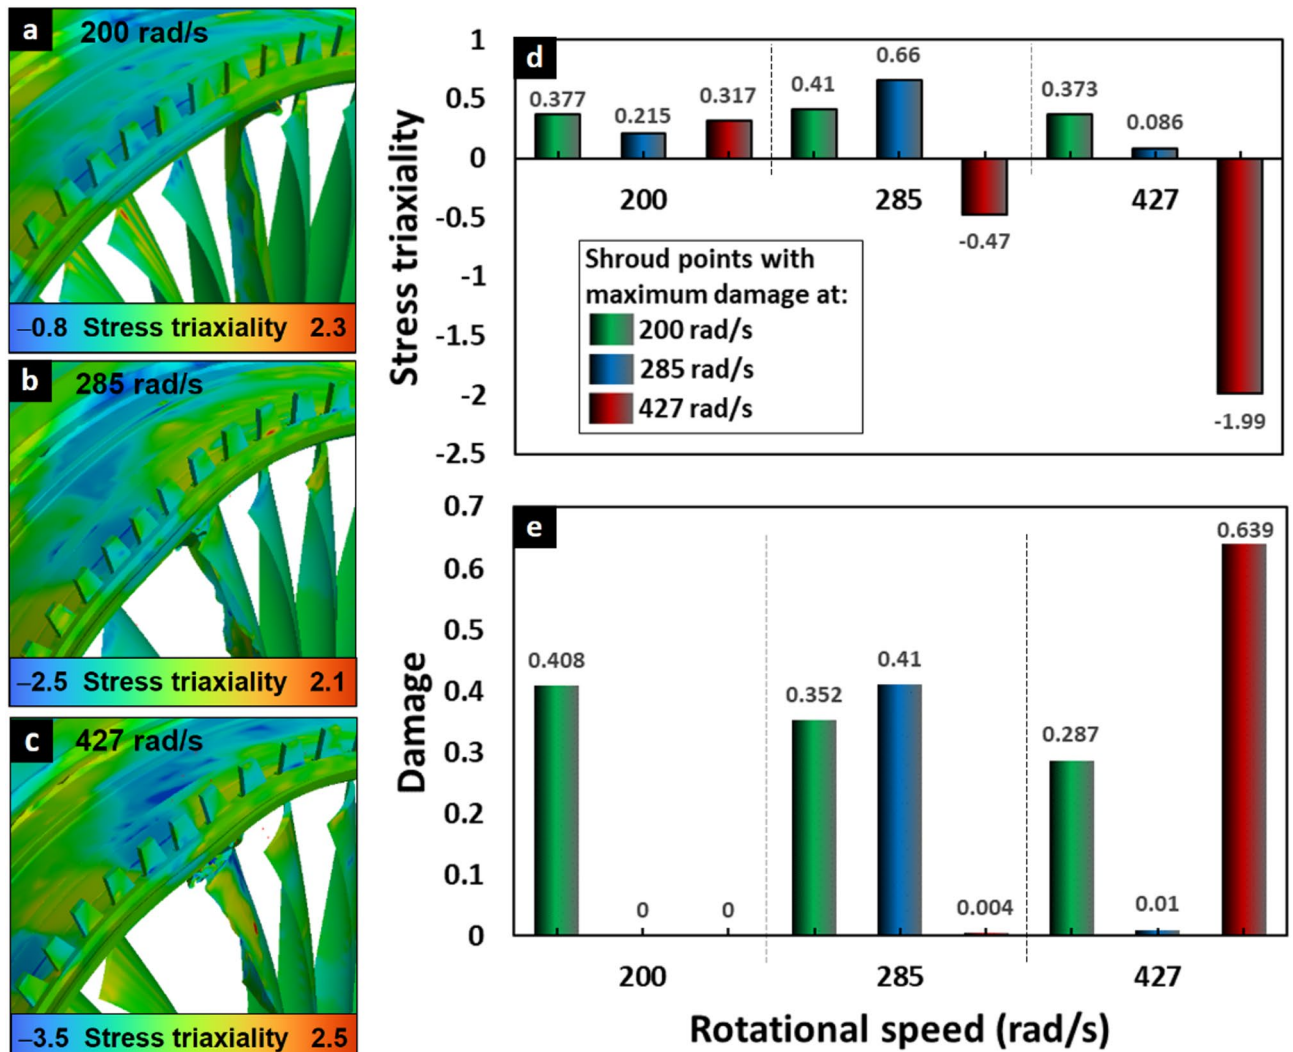 a
200 rad/s
–0.8 Stress triaxiality 2.3
b
285 rad/s
–2.5 Stress triaxiality 2.1
c
427 rad/s
–3.5 Stress triaxiality 2.5
d
Stress triaxiality
1
0.5
0
-0.5
-1
-1.5
-2
-2.5
0.377
0.215
0.317
0.41
0.66
-0.47
0.373
0.086
-1.99
200
285
427
Shroud points with
maximum damage at:
200 rad/s
285 rad/s
427 rad/s
e
Damage
0.7
0.6
0.5
0.4
0.3
0.2
0.1
0
0.408
0
0
0.352
0.41
0.004
0.287
0.01
0.639
200
285
427
Rotational speed (rad/s)